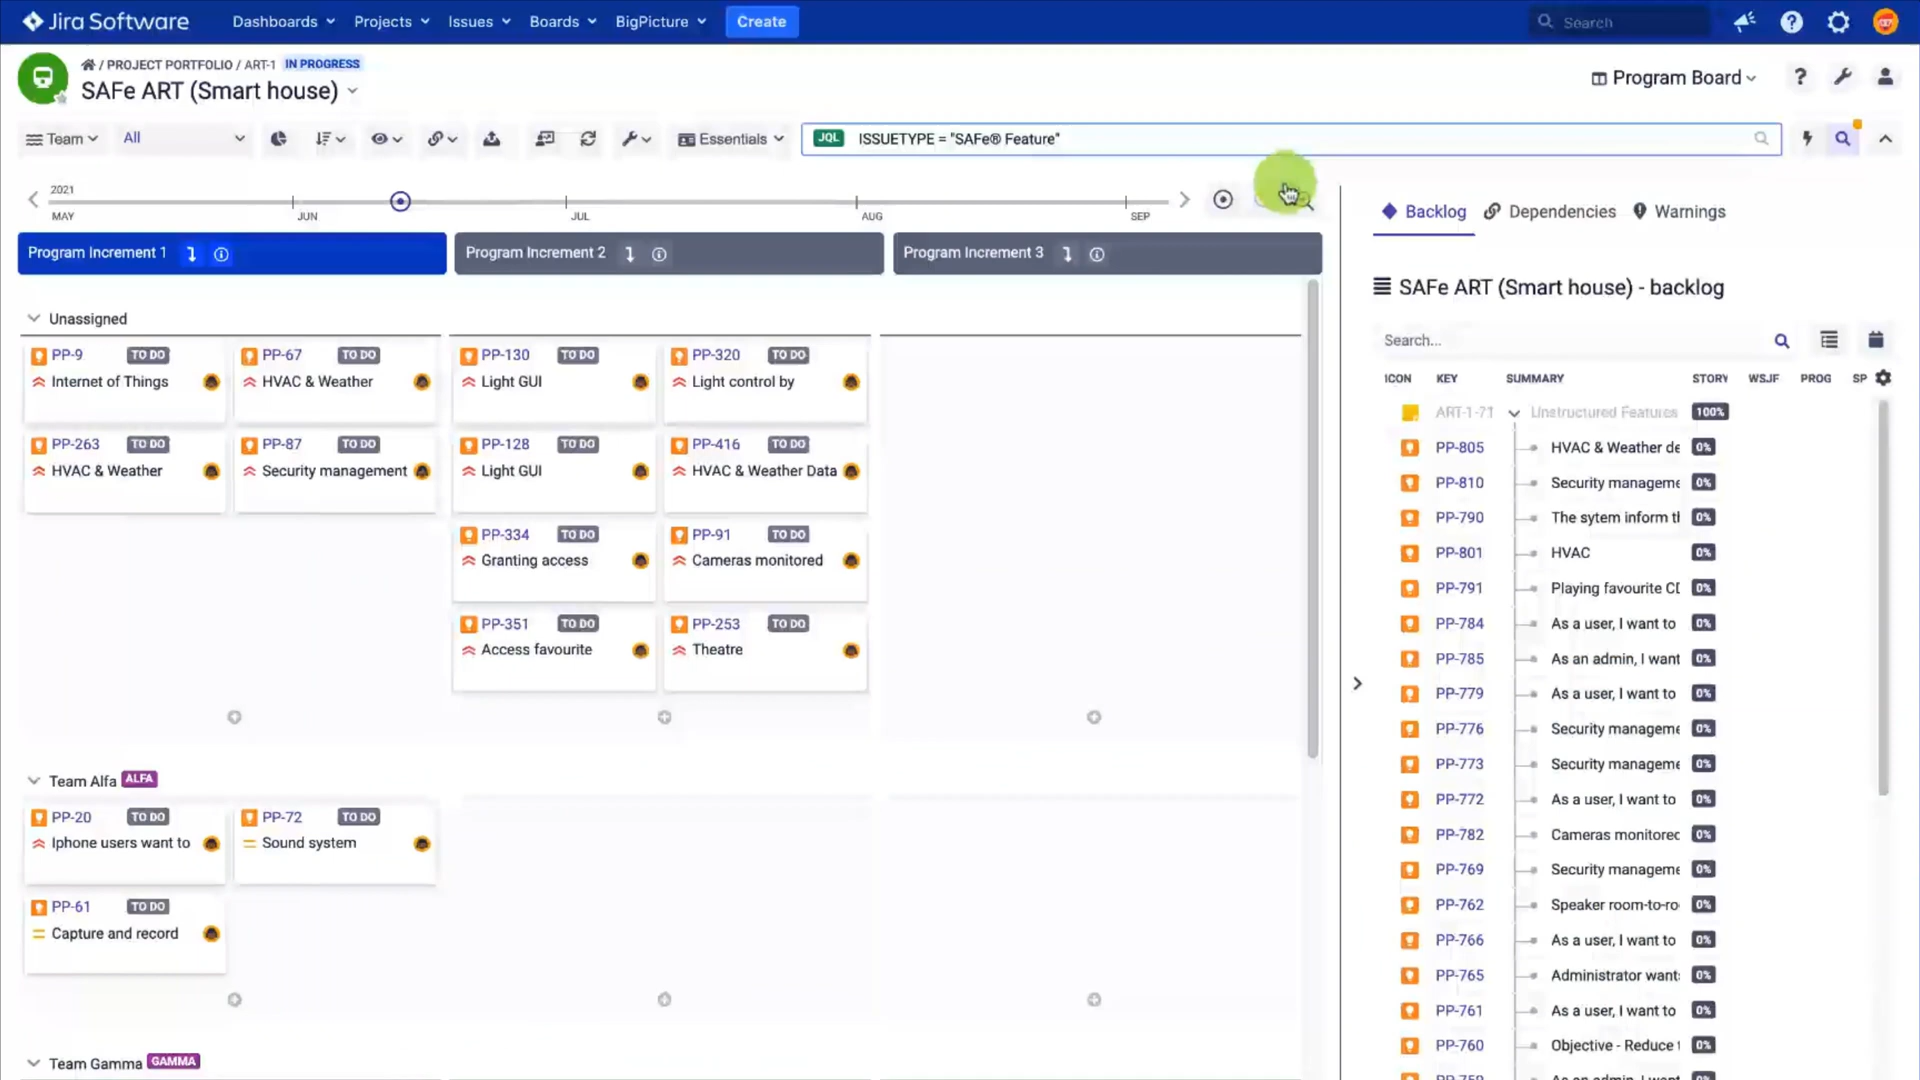 Jira Software Dashboards Projects Issues Boards BigPicture Create Search
/ PROJECT PORTFOLIO / ART-1 IN PROGRESS
SAFe ART (Smart house)
Program Board
Team All Essentials JQL ISSUETYPE = "SAFe® Feature"
2021
MAY JUN JUL AUG SEP
Program Increment 1 Program Increment 2 Program Increment 3
Unassigned
PP-9 TO DO PP-67 TO DO PP-130 TO DO PP-320 TO DO
Internet of Things HVAC & Weather Light GUI Light control by
PP-263 TO DO PP-87 TO DO PP-128 TO DO PP-416 TO DO
HVAC & Weather Security management Light GUI HVAC & Weather Data
PP-334 TO DO PP-91 TO DO
Granting access Cameras monitored
PP-351 TO DO PP-253 TO DO
Access favourite Theatre
Team Alfa ALFA
PP-20 TO DO PP-72 TO DO
Iphone users want to Sound system
PP-61 TO DO
Capture and record
Team Gamma GAMMA
Backlog Dependencies Warnings
SAFe ART (Smart house) - backlog
Search...
ICON KEY SUMMARY STORY WSJF PROG SP
ART-1-71 Unstructured Features 100%
PP-805 HVAC & Weather de 0%
PP-810 Security manageme 0%
PP-790 The sytem inform th 0%
PP-801 HVAC 0%
PP-791 Playing favourite CD 0%
PP-784 As a user, I want to 0%
PP-785 As an admin, I want 0%
PP-779 As a user, I want to 0%
PP-776 Security manageme 0%
PP-773 Security manageme 0%
PP-772 As a user, I want to 0%
PP-782 Cameras monitored 0%
PP-769 Security manageme 0%
PP-762 Speaker room-to-ro 0%
PP-766 As a user, I want to 0%
PP-765 Administrator want 0%
PP-761 As a user, I want to 0%
PP-760 Objective - Reduce 0%